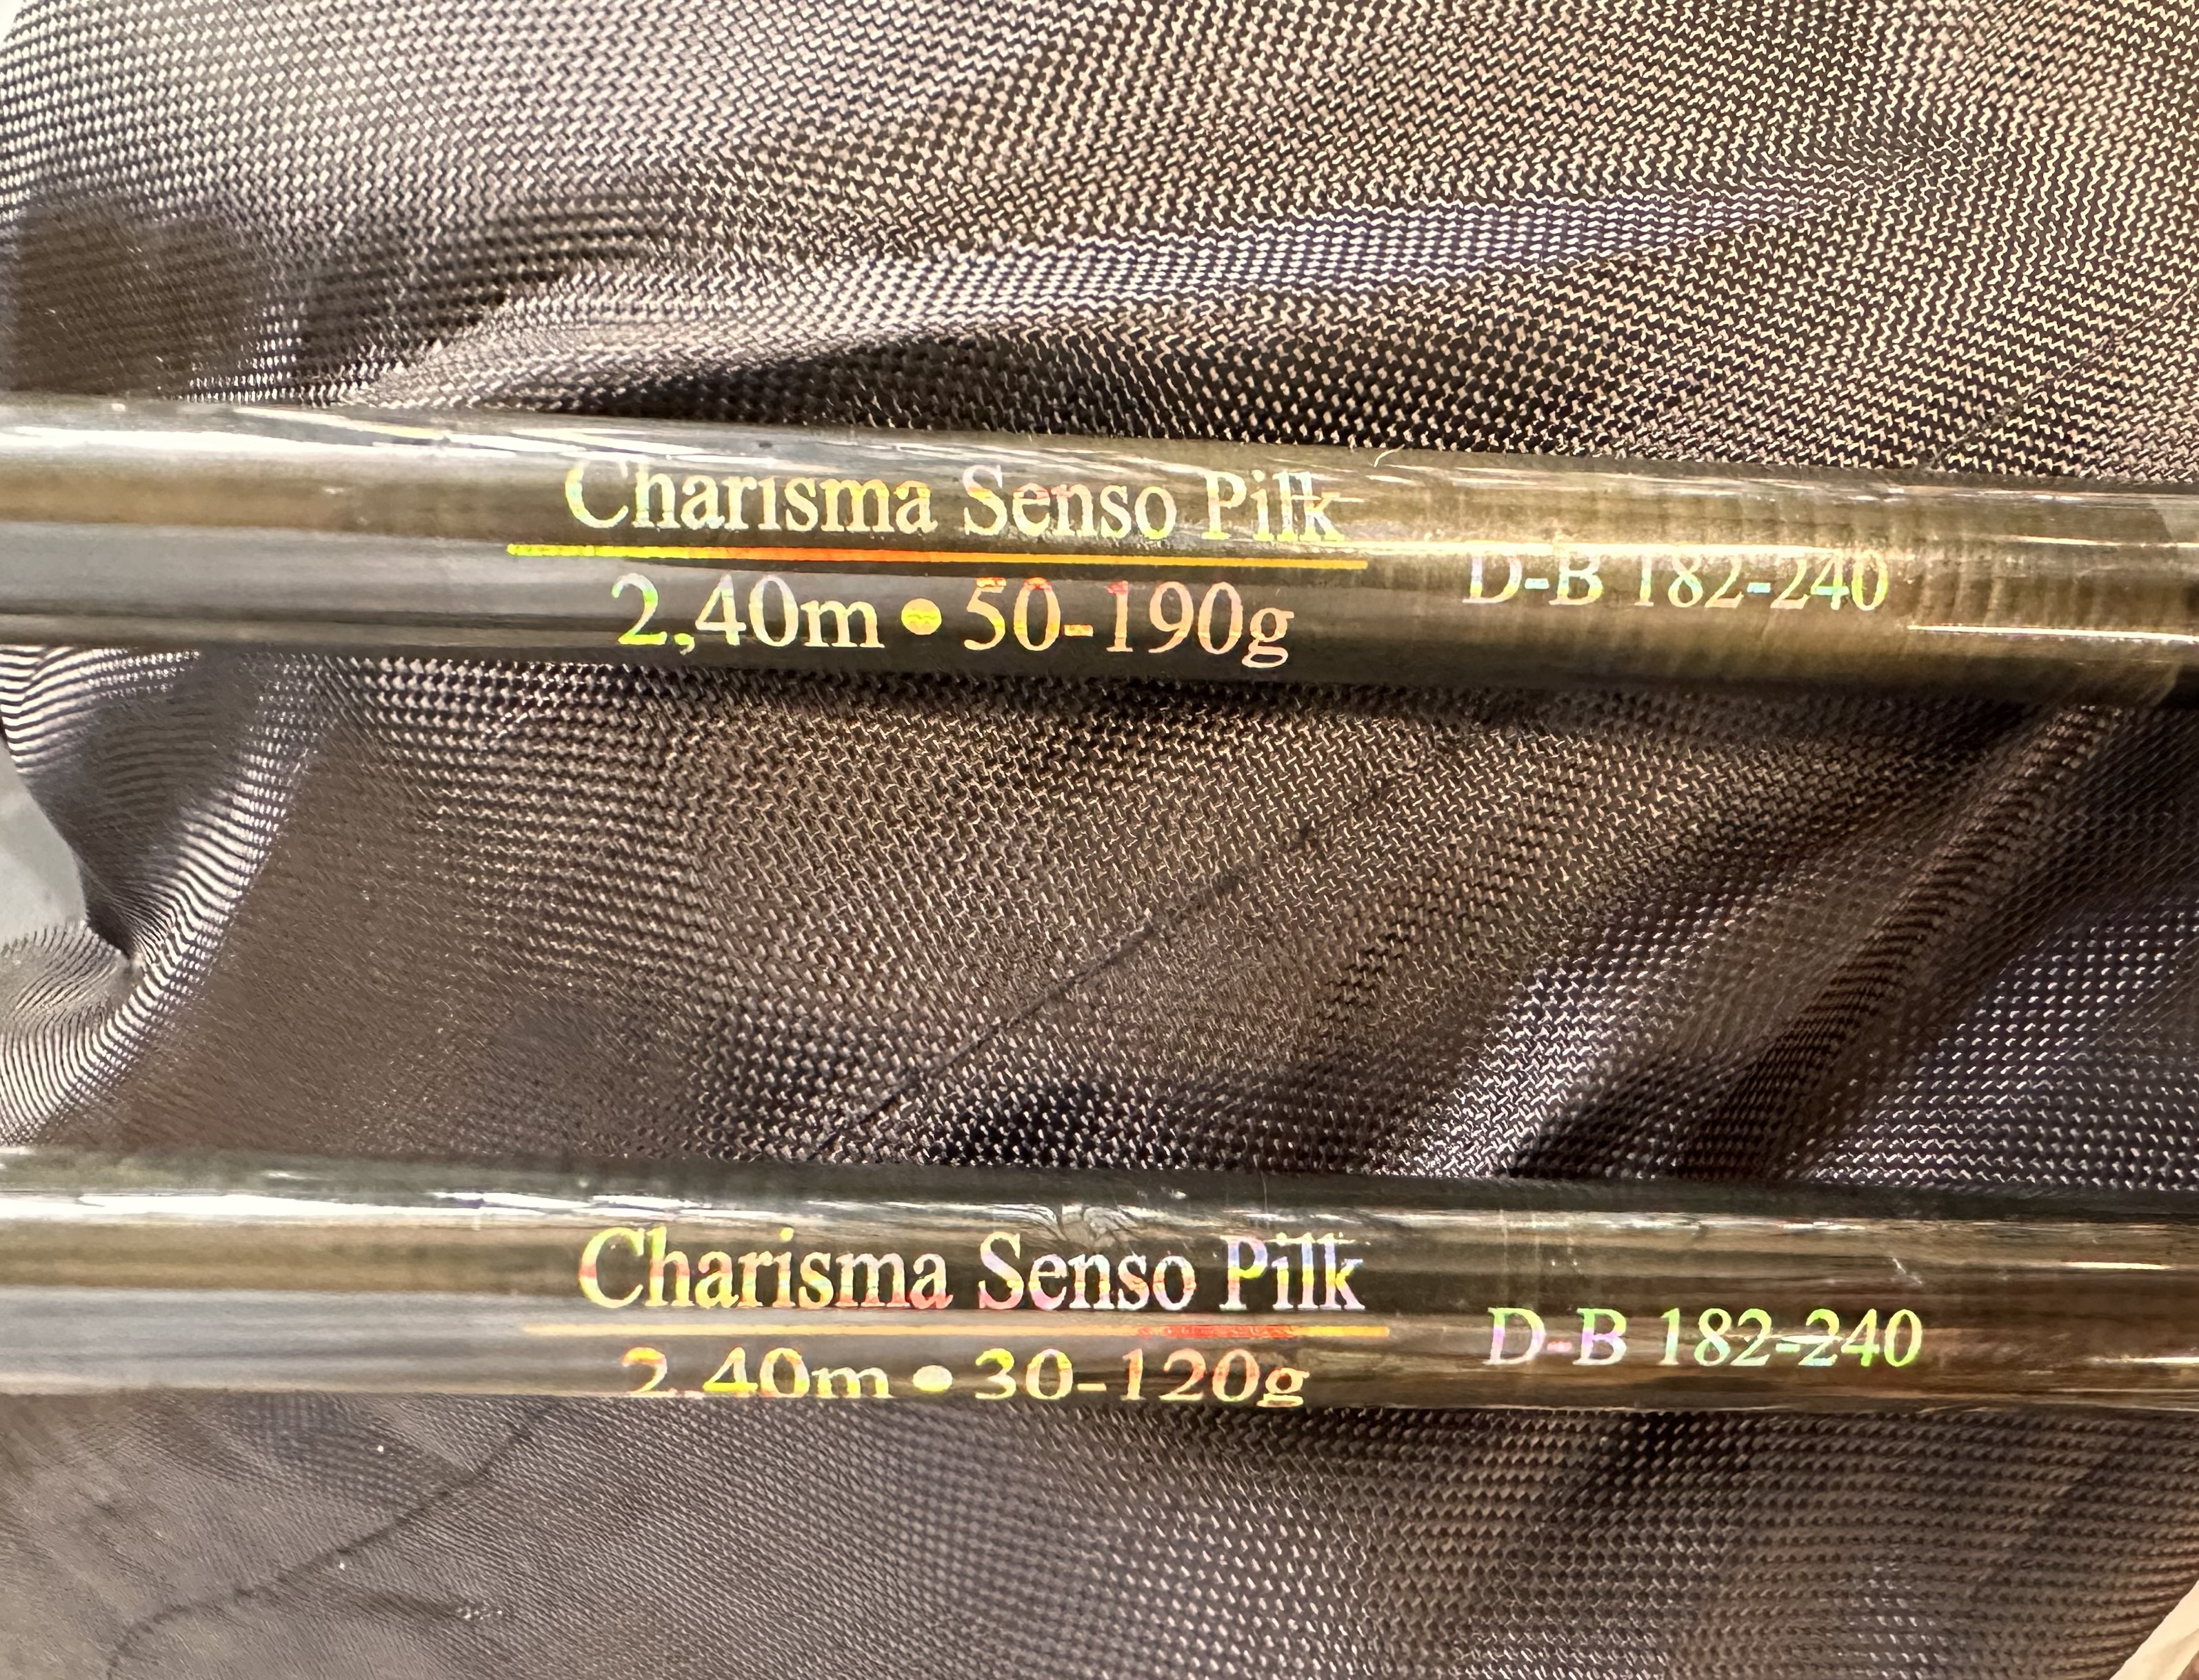 Charisma Senso Pilk
2,40m • 50-190g
D-B 182-240
Charisma Senso Pilk
2,40m • 30-120g
D-B 182-240